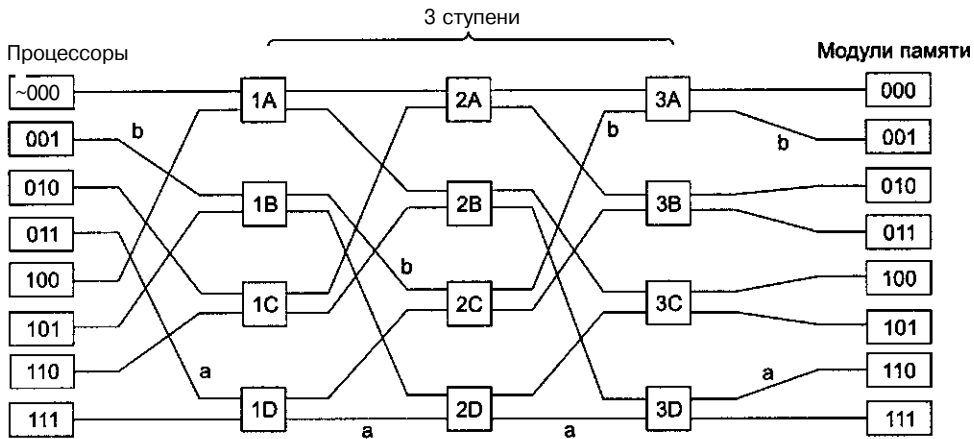 3 ступени
Процессоры
Модули памяти
~000 1A 2A 3A 000
001 b b b 001
010 1B 2B 3B 010
011 b 011
100 1C 2C 3C 100
101 101
110 a a 110
111 1D a 2D a 3D 111